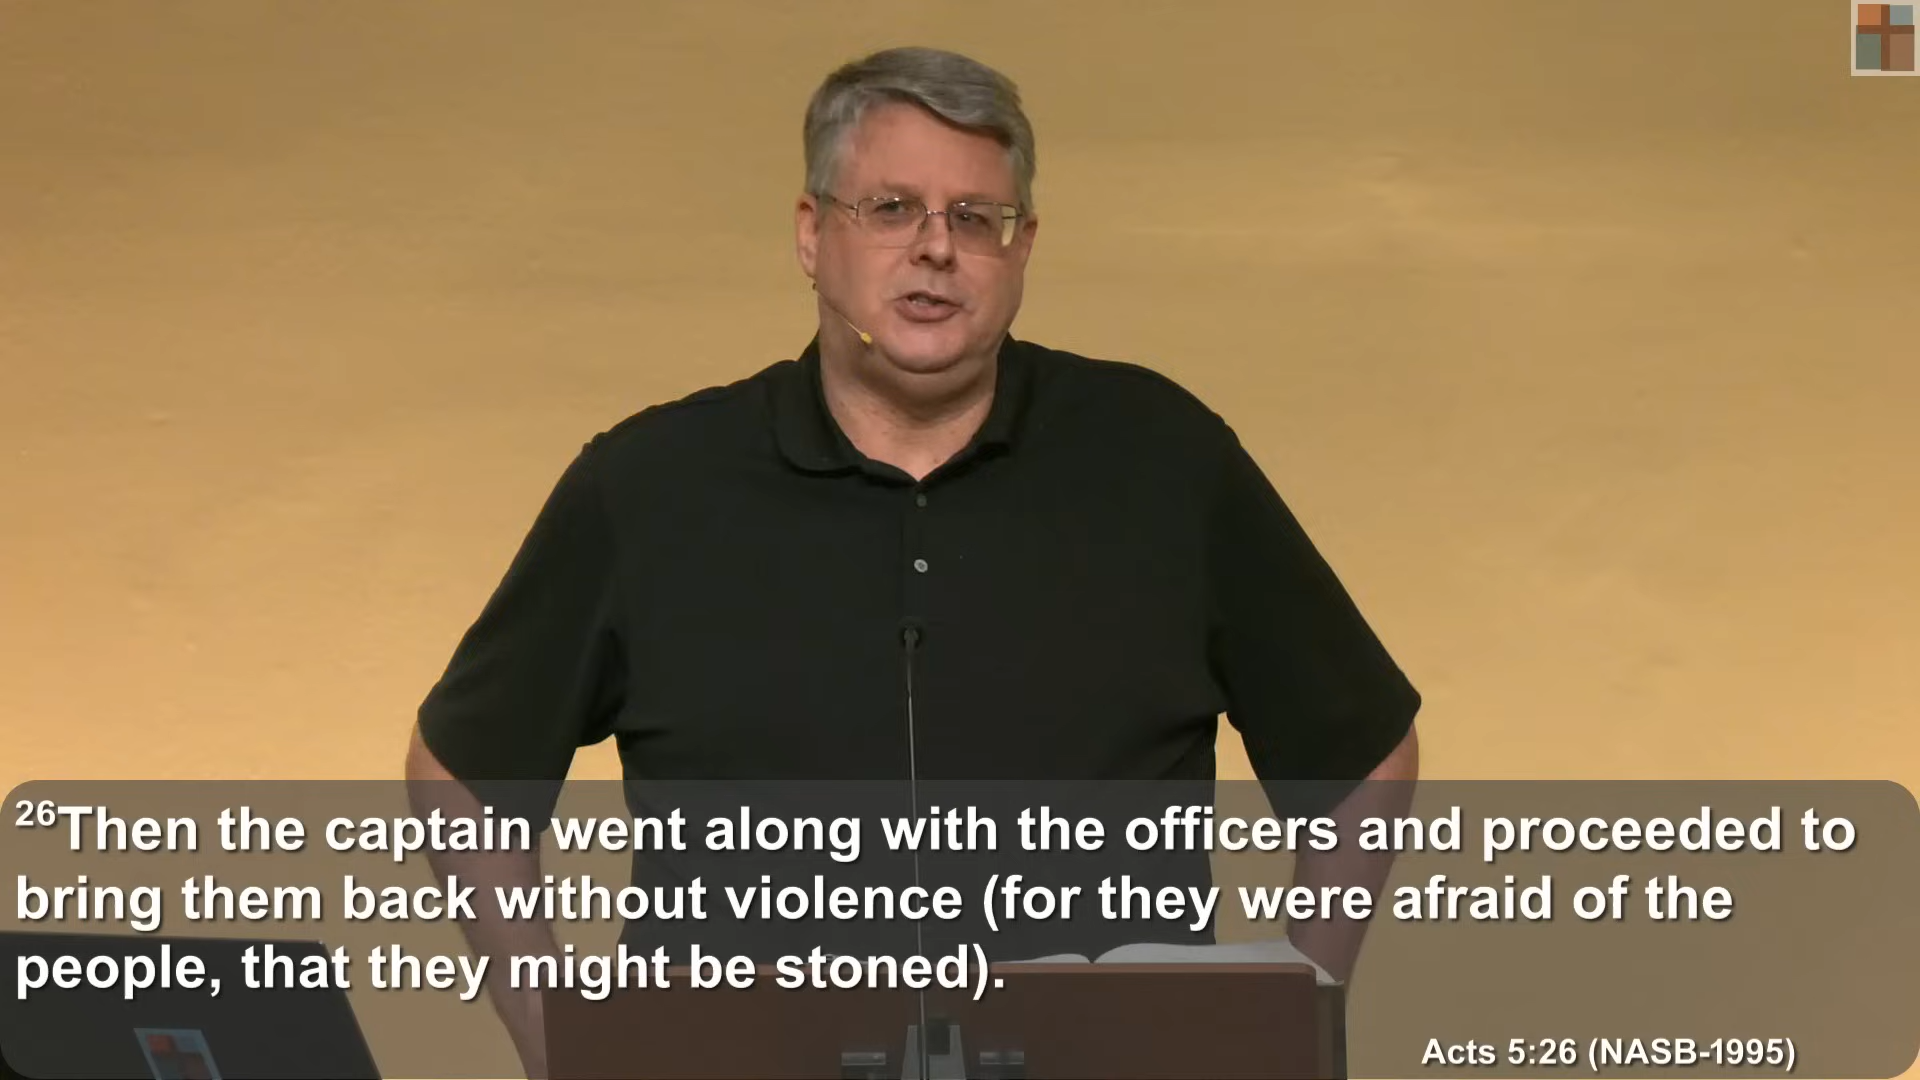 26Then the captain went along with the officers and proceeded to
bring them back without violence (for they were afraid of the
people, that they might be stoned).
Acts 5:26 (NASB-1995)